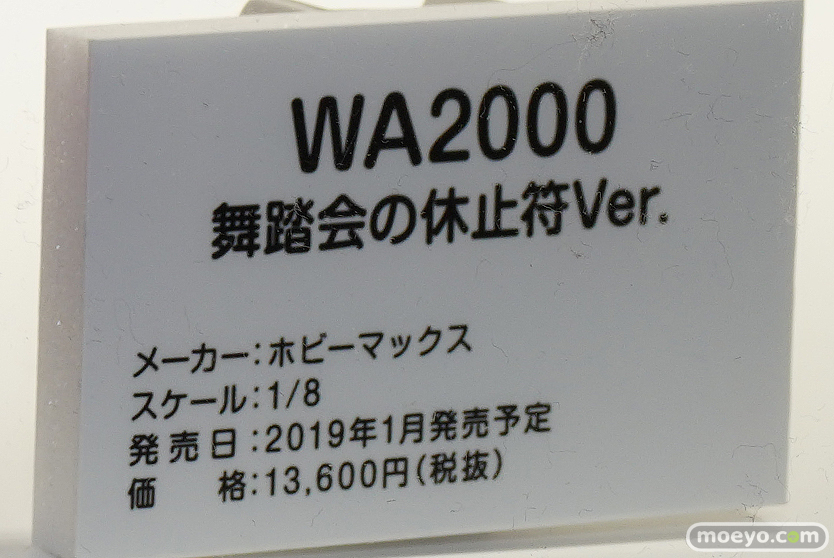 WA2000
舞踏会の休止符Ver.
メーカー:ホビーマックス
スケール:1/8
発売日:2019年1月発売予定
価　　格:13,600円(税抜)
moeyo.com